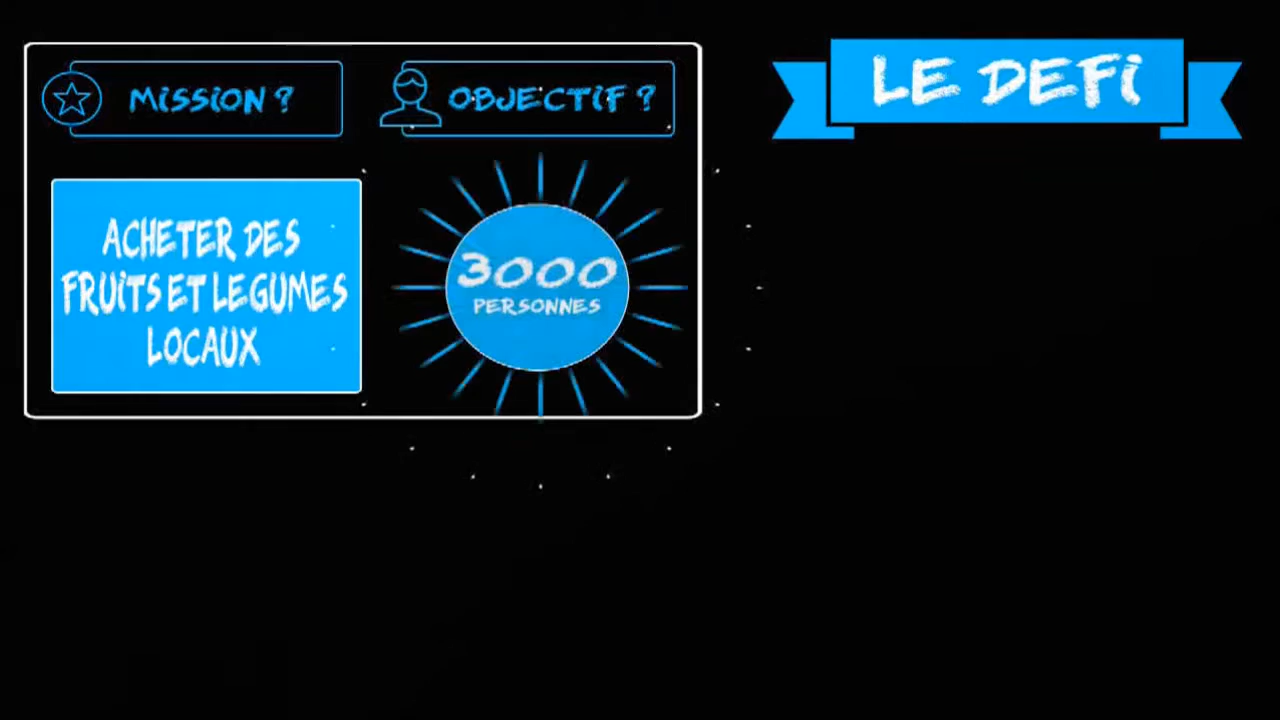 MISSION ?
OBJECTIF ?
LE DEFI
ACHETER DES
FRUITS ET LEGUMES
LOCAUX
3000
PERSONNES